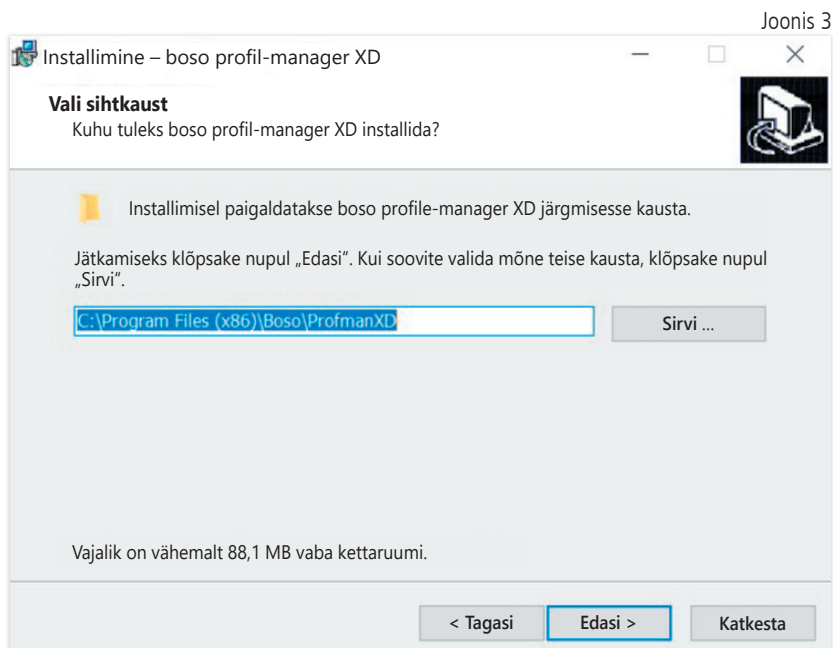 Joonis 3
Installimine – boso profil-manager XD
Vali sihtkaust
Kuhu tuleks boso profil-manager XD installida?
Installimisel paigaldatakse boso profile-manager XD järgmisesse kausta.
Jätkamiseks klõpsake nupul „Edasi“. Kui soovite valida mõne teise kausta, klõpsake nupul
„Sirvi“.
C:\Program Files (x86)\Boso\ProfmanXD
Sirvi ...
Vajalik on vähemalt 88,1 MB vaba kettaruumi.
< Tagasi
Edasi >
Katkesta